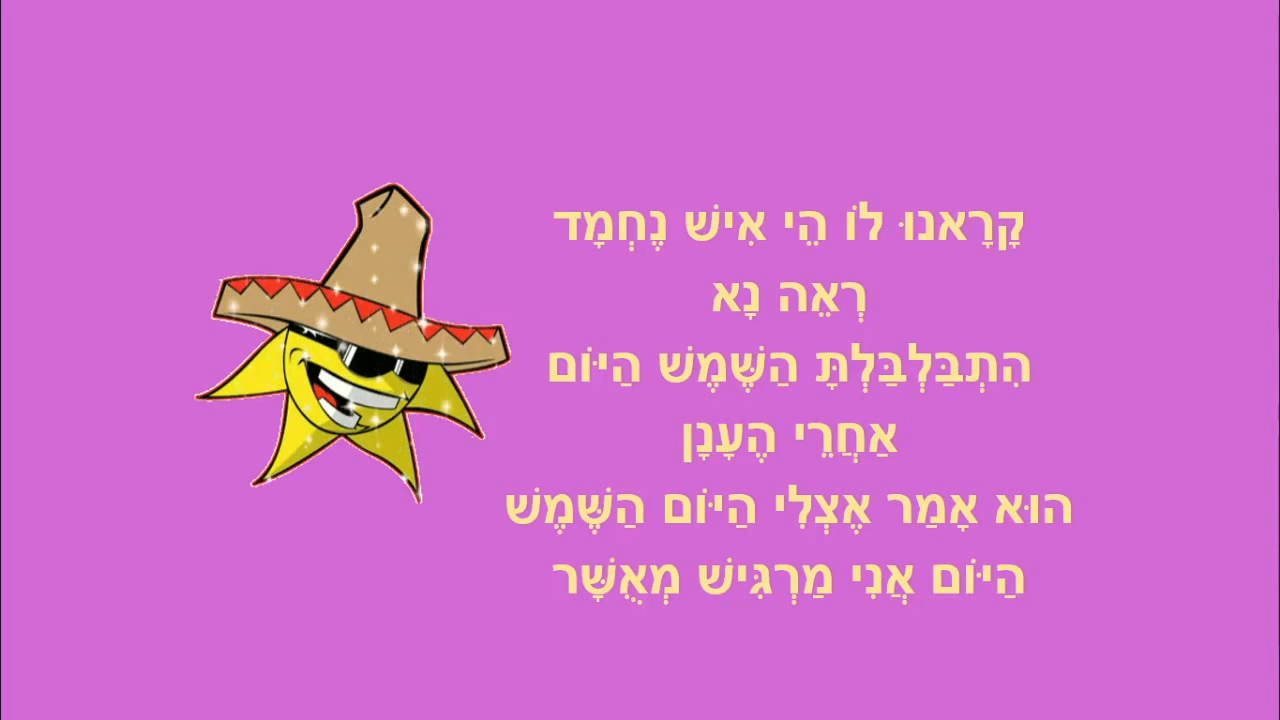 קָרָאנוּ לוֹ הֵי אִישׁ נֶחְמָד
רְאֵה נָא
הִתְבַּלְבַּלְתָּ הַשֶּׁמֶשׁ הַיּוֹם
אַחֲרֵי הֶעָנָן
הוּא אָמַר אֶצְלִי הַיּוֹם הַשֶּׁמֶשׁ
הַיּוֹם אֲנִי מַרְגִּישׁ מְאֻשָּׁר